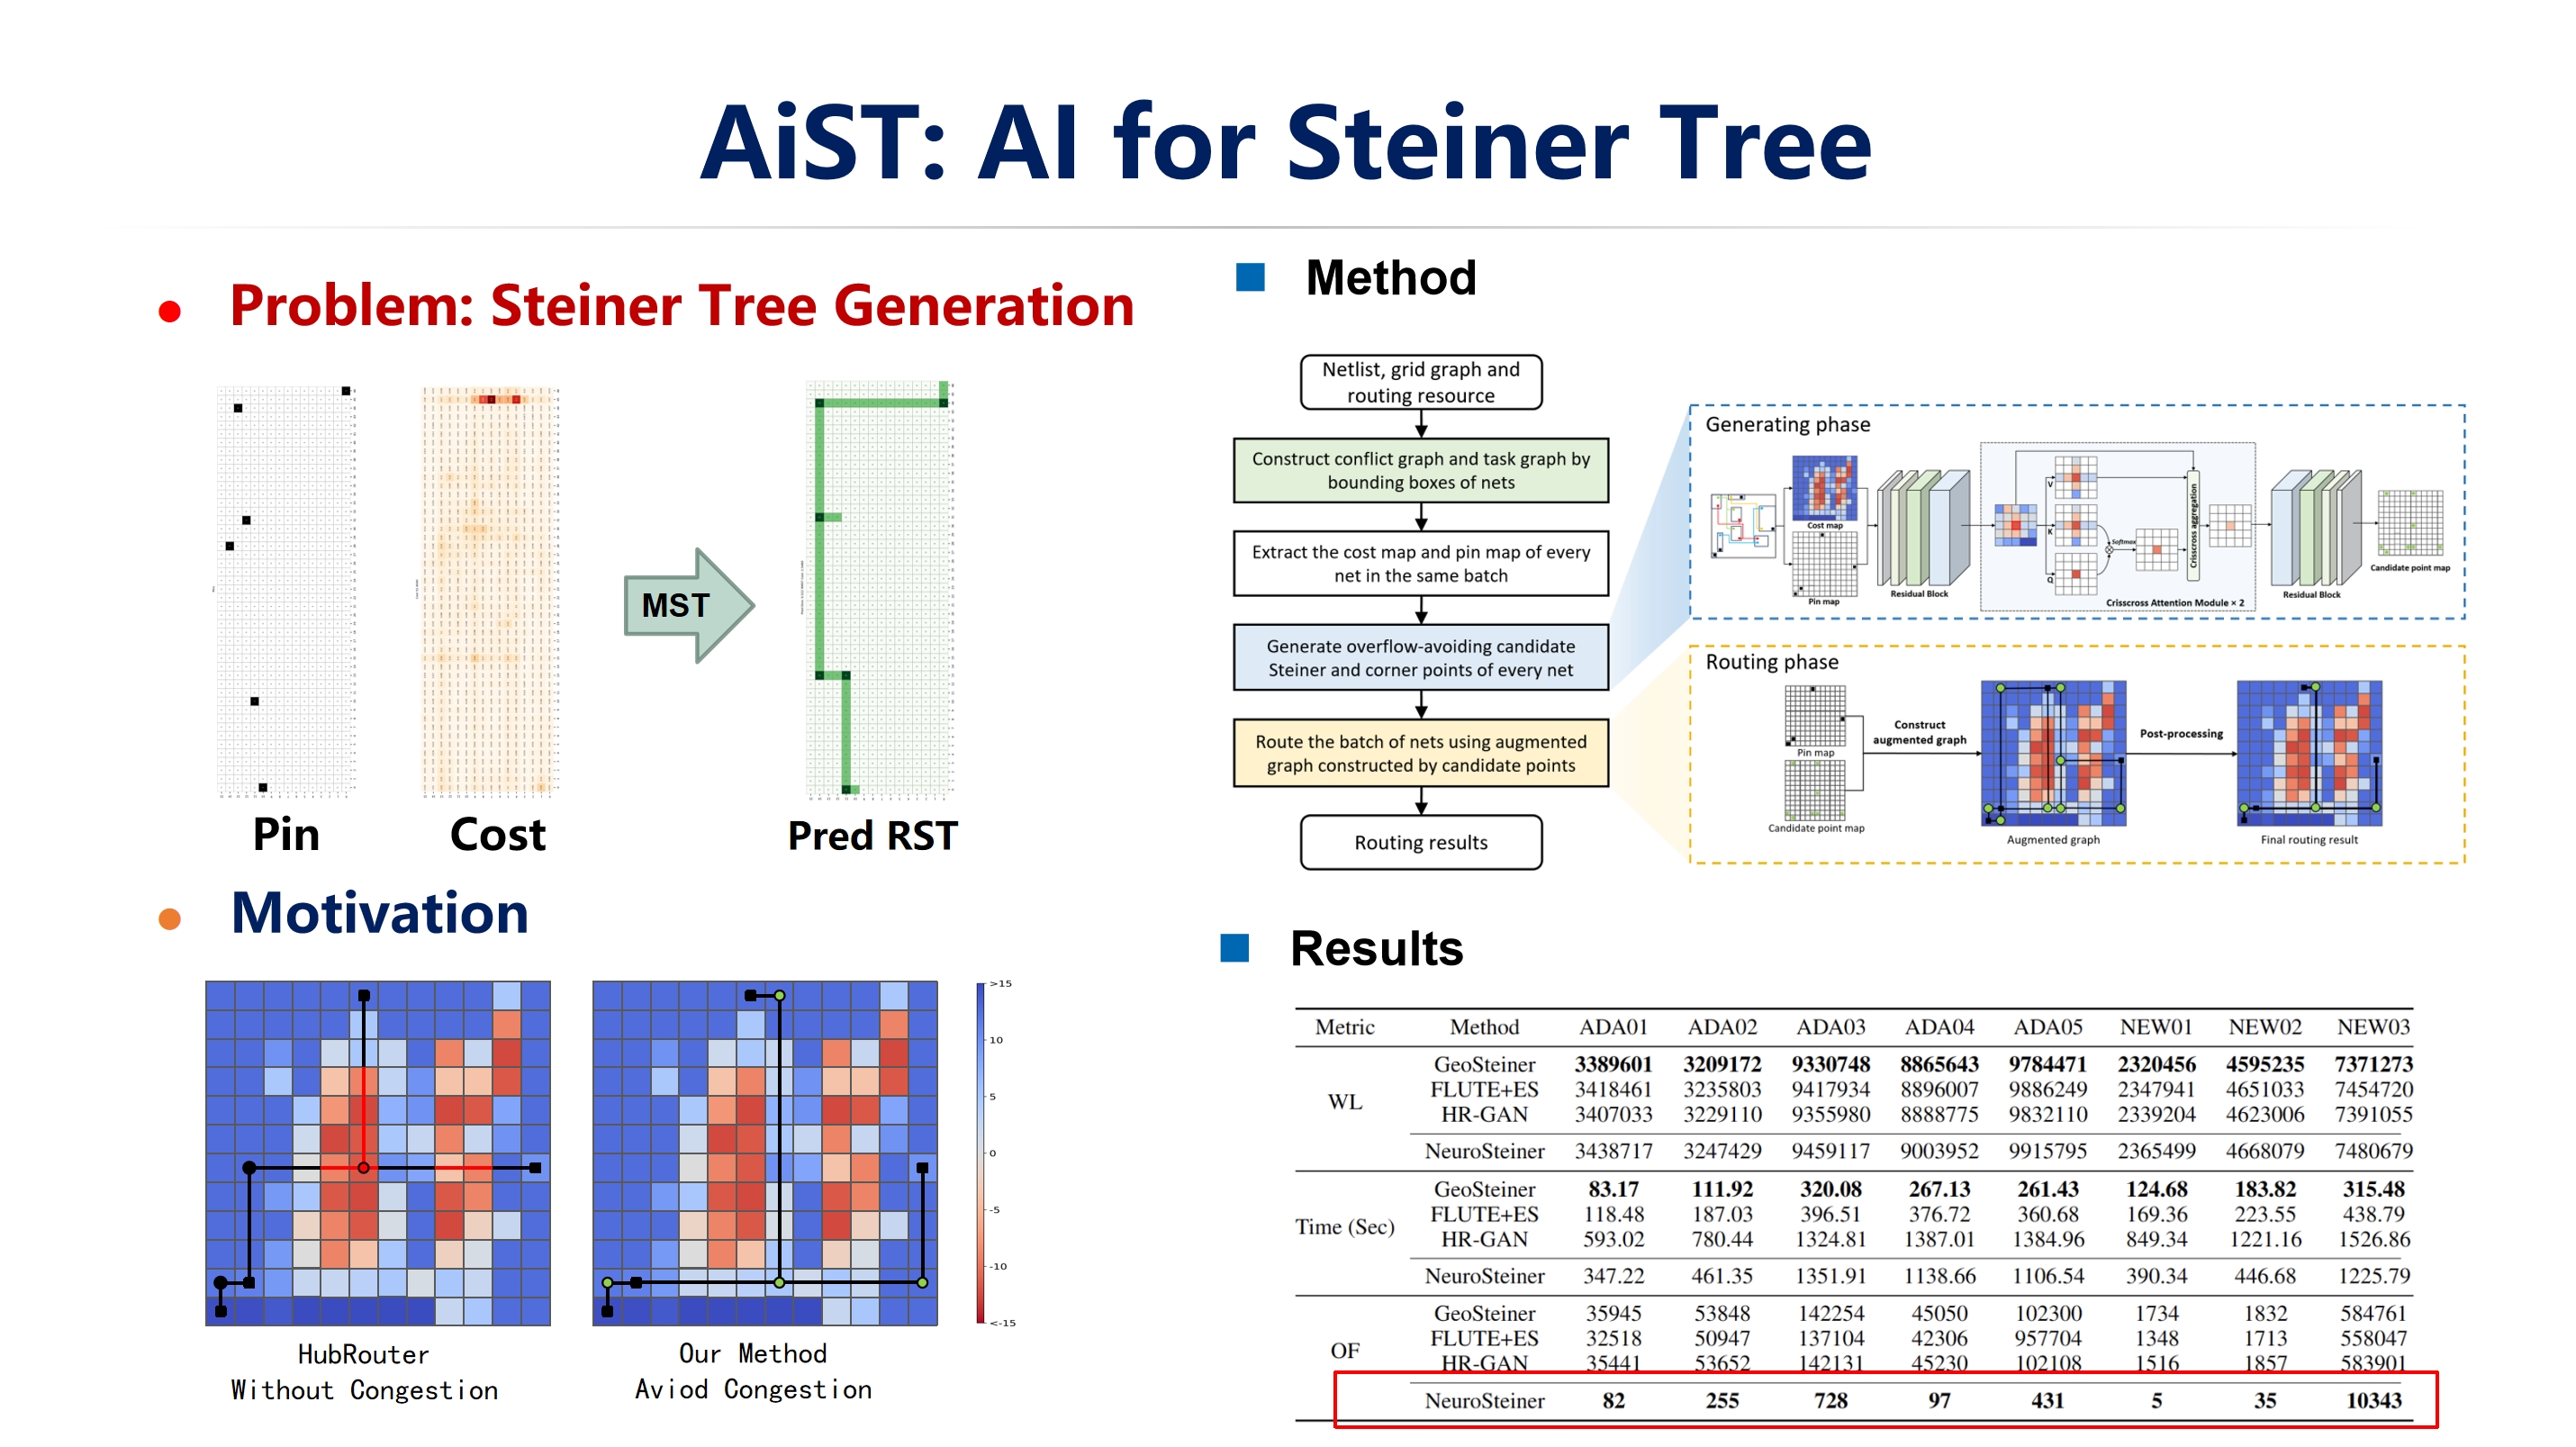 AiST: AI for Steiner Tree
Problem: Steiner Tree Generation
MST
Pin
Cost
Pred RST
Motivation
>15
10
5
0
-5
-10
<-15
HubRouter
Without Congestion
Our Method
Aviod Congestion
Method
Netlist, grid graph and
routing resource
Construct conflict graph and task graph by
bounding boxes of nets
Extract the cost map and pin map of every
net in the same batch
Generate overflow-avoiding candidate
Steiner and corner points of every net
Route the batch of nets using augmented
graph constructed by candidate points
Routing results
Generating phase
Cost map
Pin map
Residual Block
V
K
Q
Softmax
Crisscross aggregation
Crisscross Attention Module × 2
Residual Block
Candidate point map
Routing phase
Pin map
Candidate point map
Construct
augmented graph
Augmented graph
Post-processing
Final routing result
Results
Metric Method ADA01 ADA02 ADA03 ADA04 ADA05 NEW01 NEW02 NEW03
WL
GeoSteiner 3389601 3209172 9330748 8865643 9784471 2320456 4595235 7371273
FLUTE+ES 3418461 3235803 9417934 8896007 9886249 2347941 4651033 7454720
HR-GAN 3407033 3229110 9355980 8888775 9832110 2339204 4623006 7391055
NeuroSteiner 3438717 3247429 9459117 9003952 9915795 2365499 4668079 7480679
Time (Sec)
GeoSteiner 83.17 111.92 320.08 267.13 261.43 124.68 183.82 315.48
FLUTE+ES 118.48 187.03 396.51 376.72 360.68 169.36 223.55 438.79
HR-GAN 593.02 780.44 1324.81 1387.01 1384.96 849.34 1221.16 1526.86
NeuroSteiner 347.22 461.35 1351.91 1138.66 1106.54 390.34 446.68 1225.79
OF
GeoSteiner 35945 53848 142254 45050 102300 1734 1832 584761
FLUTE+ES 32518 50947 137104 42306 957704 1348 1713 558047
HR-GAN 35441 53652 142131 45230 102108 1516 1857 583901
NeuroSteiner 82 255 728 97 431 5 35 10343